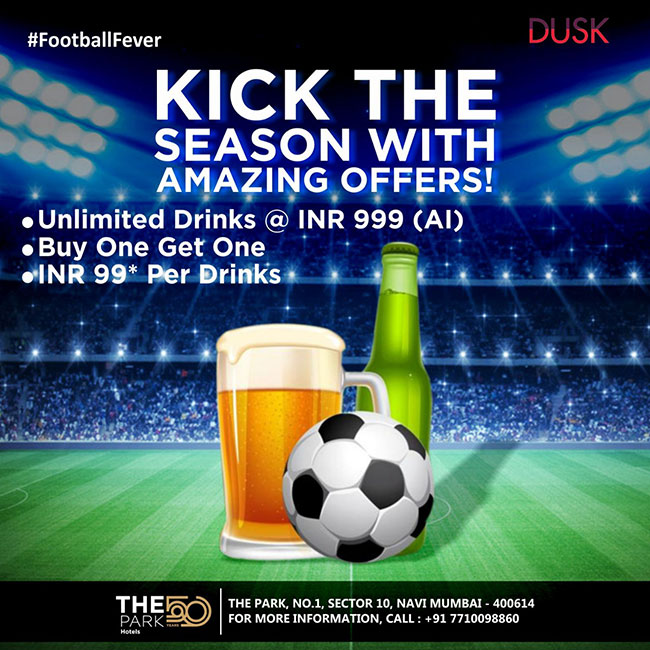 #FootballFever
DUSK
KICK THE
SEASON WITH
AMAZING OFFERS!
• Unlimited Drinks @ INR 999 (AI)
• Buy One Get One
• INR 99* Per Drinks
THE
PARK
Hotels
50
YEARS
THE PARK, NO.1, SECTOR 10, NAVI MUMBAI - 400614
FOR MORE INFORMATION, CALL : +91 7710098860